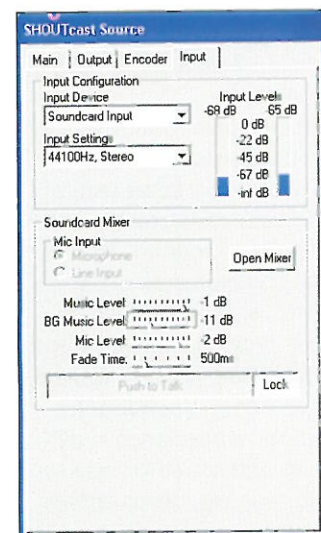 SHOUTcast Source
Main Output Encoder Input
Input Configuration
Input Device
Soundcard Input
Input Settings
44100Hz, Stereo
Input Levels
-68 dB -65 dB
0 dB
-22 dB
-45 dB
-67 dB
-inf dB
Soundcard Mixer
Mic Input
Microphone
Line Input
Open Mixer
Music Level -1 dB
BG Music Level -11 dB
Mic Level -2 dB
Fade Time. 500ms
Push to Talk Lock